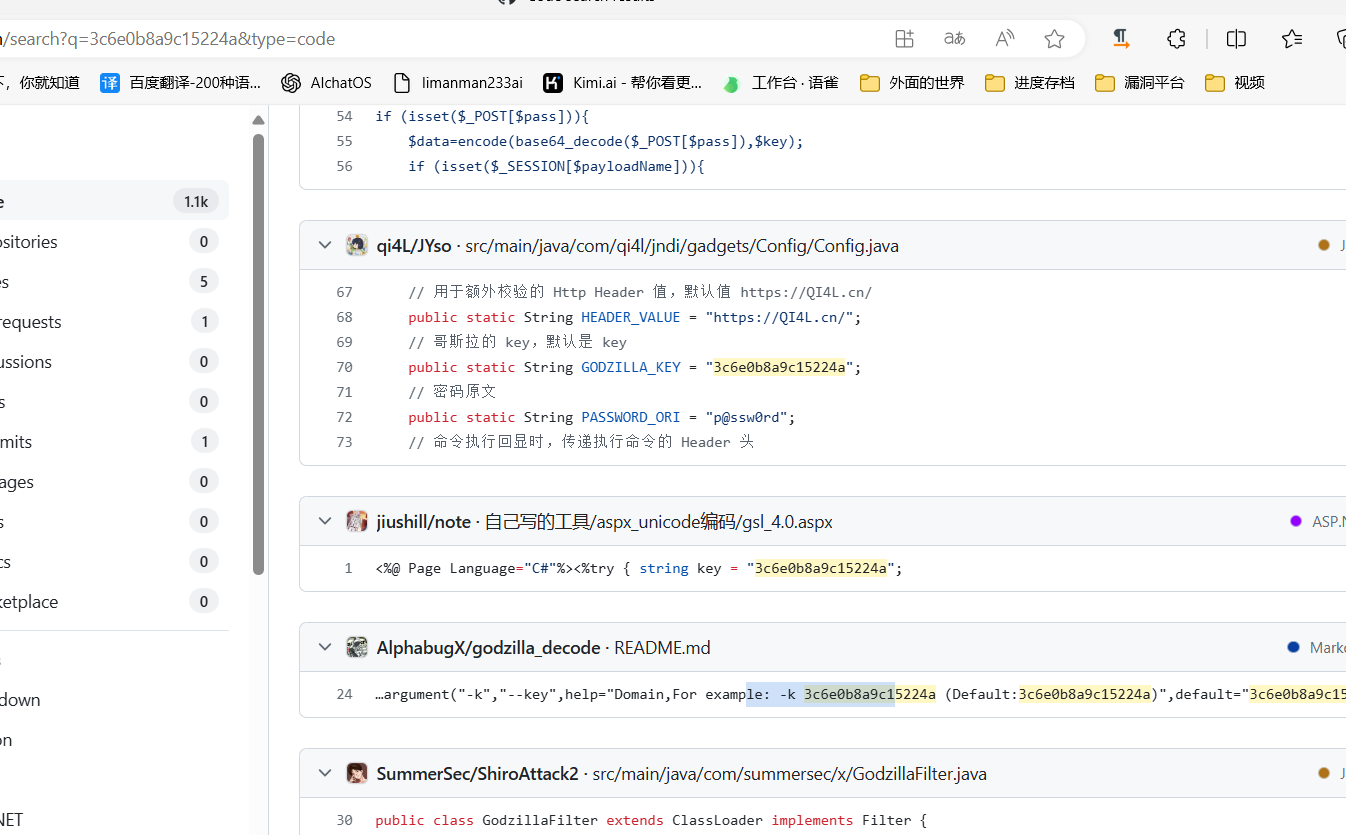 /search?q=3c6e0b8a9c15224a&type=code
你就知道
译 百度翻译-200种语...
AIchatOS
limanman233ai
Kimi.ai - 帮你看更...
工作台 · 语雀
外面的世界
进度存档
漏洞平台
视频
1.1k
ositories 0
es 5
requests 1
ussions 0
s 0
mits 1
ages 0
s 0
cs 0
ketplace 0
down
on
NET
54 if (isset($_POST[$pass])){
55 $data=encode(base64_decode($_POST[$pass]),$key);
56 if (isset($_SESSION[$payloadName])){
qi4L/JYso · src/main/java/com/qi4l/jndi/gadgets/Config/Config.java
67 // 用于额外校验的 Http Header 值，默认值 https://QI4L.cn/
68 public static String HEADER_VALUE = "https://QI4L.cn/";
69 // 哥斯拉的 key，默认是 key
70 public static String GODZILLA_KEY = "3c6e0b8a9c15224a";
71 // 密码原文
72 public static String PASSWORD_ORI = "p@ssw0rd";
73 // 命令执行回显时，传递执行命令的 Header 头
jiushill/note · 自己写的工具/aspx_unicode编码/gsl_4.0.aspx ASP.N
1 <%@ Page Language="C#"%><%try { string key = "3c6e0b8a9c15224a";
AlphabugX/godzilla_decode · README.md Marko
24 …argument("-k","--key",help="Domain,For example: -k 3c6e0b8a9c15224a (Default:3c6e0b8a9c15224a)",default="3c6e0b8a9c15
SummerSec/ShiroAttack2 · src/main/java/com/summersec/x/GodzillaFilter.java
30 public class GodzillaFilter extends ClassLoader implements Filter {